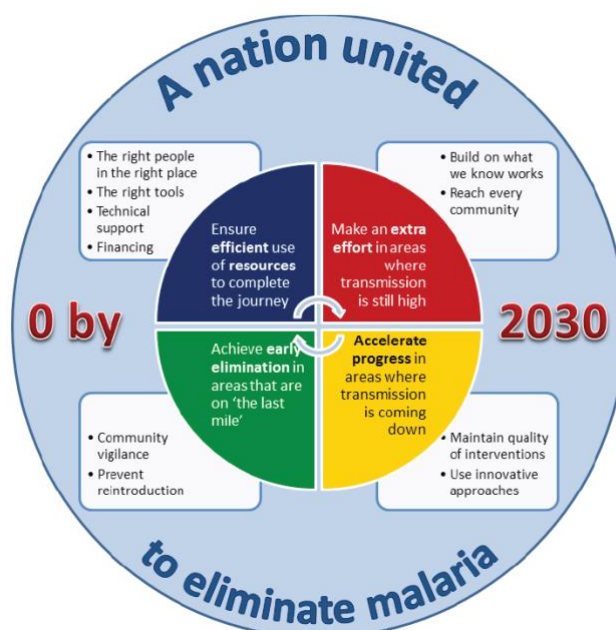 A nation united
• The right people
in the right place
• The right tools
• Technical
support
• Financing
• Build on what
we know works
• Reach every
community
Ensure
efficient use
of resources
to complete
the journey
Make an extra
effort in areas
where
transmission
is still high
0 by
2030
Achieve early
elimination in
areas that are
on ‘the last
mile’
Accelerate
progress in
areas where
transmission
is coming
down
• Community
vigilance
• Prevent
reintroduction
• Maintain quality
of interventions
• Use innovative
approaches
to eliminate malaria